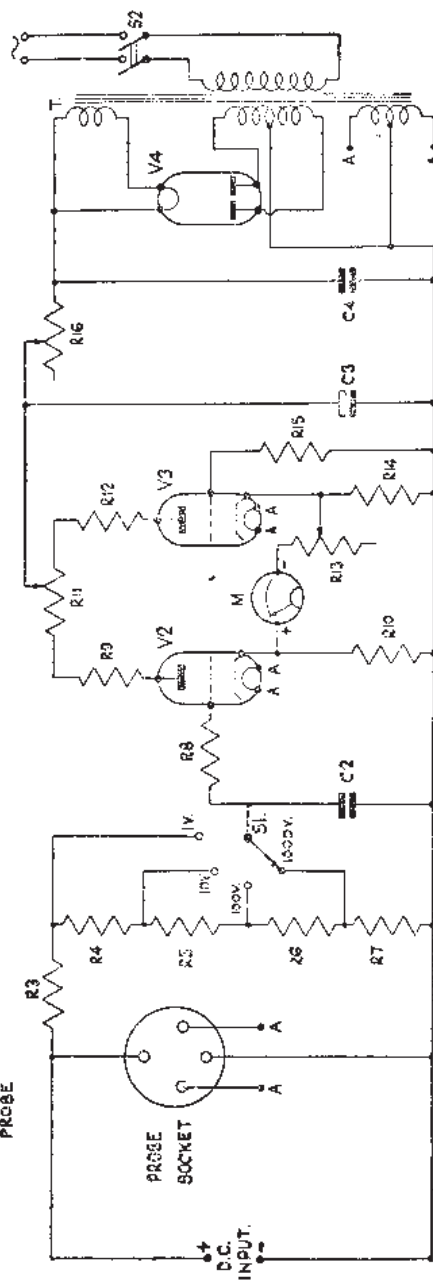 PROBE
R3
R4
R5
R6
R7
PROBE
SOCKET
A
A
+
D.C.
INPUT.
-
1V.
10V.
100V.
1000V.
S1.
R8
C2
R9
R11
R12
V2
V3
A
A
A
A
M
+
-
R10
R13
R14
R15
R16
C3
C4
V4
T.
S2
A
A